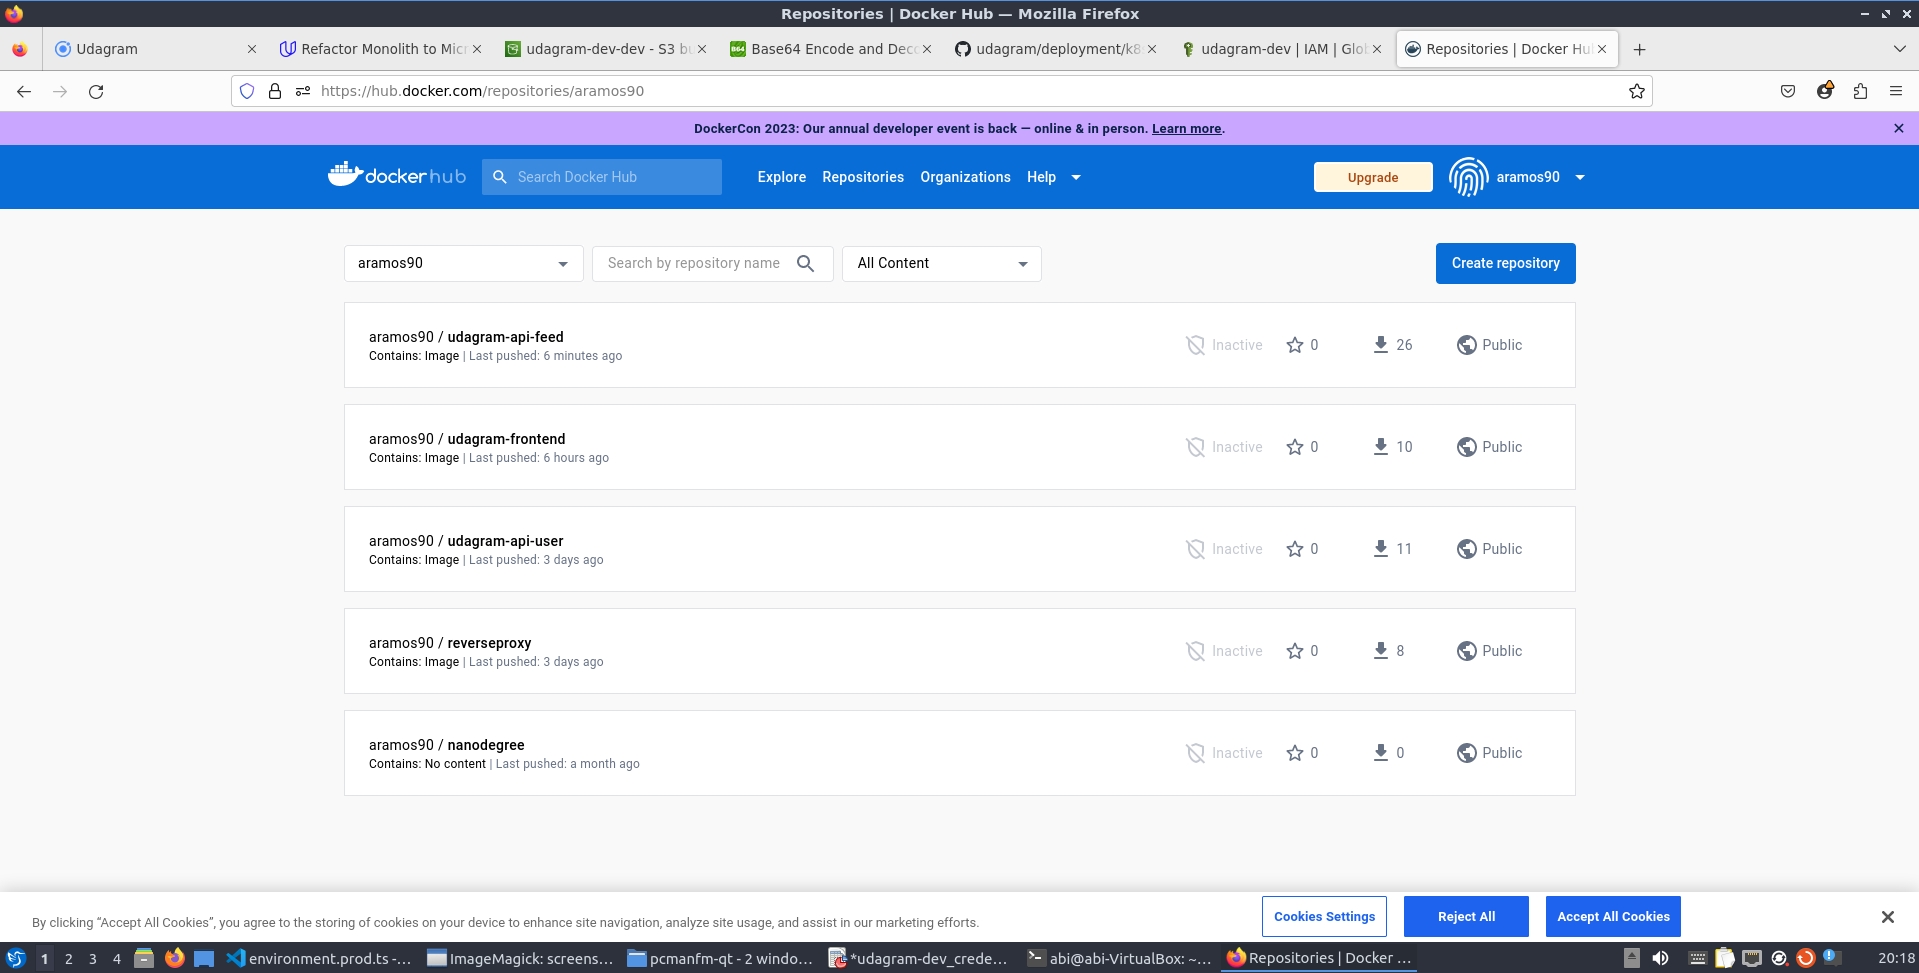 Repositories | Docker Hub — Mozilla Firefox
Udagram
Refactor Monolith to Micr
udagram-dev-dev - S3 bu
Base64 Encode and Deco
udagram/deployment/k8s
udagram-dev | IAM | Glob
Repositories | Docker Hub
https://hub.docker.com/repositories/aramos90
DockerCon 2023: Our annual developer event is back — online & in person. Learn more.
dockerhub
Search Docker Hub
Explore
Repositories
Organizations
Help
Upgrade
aramos90
aramos90
Search by repository name
All Content
Create repository
aramos90 / udagram-api-feed
Contains: Image | Last pushed: 6 minutes ago
Inactive
0
26
Public
aramos90 / udagram-frontend
Contains: Image | Last pushed: 6 hours ago
Inactive
0
10
Public
aramos90 / udagram-api-user
Contains: Image | Last pushed: 3 days ago
Inactive
0
11
Public
aramos90 / reverseproxy
Contains: Image | Last pushed: 3 days ago
Inactive
0
8
Public
aramos90 / nanodegree
Contains: No content | Last pushed: a month ago
Inactive
0
0
Public
By clicking “Accept All Cookies”, you agree to the storing of cookies on your device to enhance site navigation, analyze site usage, and assist in our marketing efforts.
Cookies Settings
Reject All
Accept All Cookies
1 2 3 4
environment.prod.ts -...
ImageMagick: screens...
pcmanfm-qt - 2 windo...
*udagram-dev_crede...
abi@abi-VirtualBox: ~...
Repositories | Docker ...
20:18